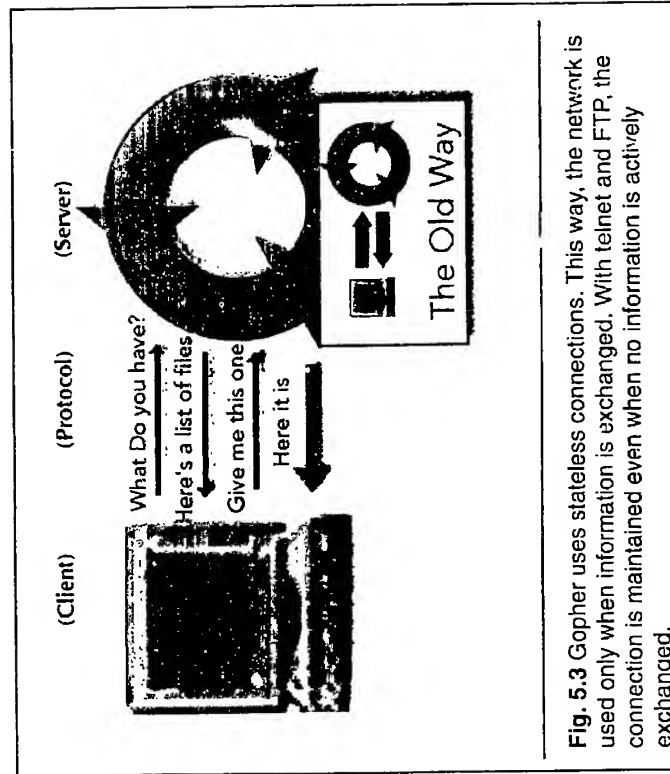 (Client)
(Protocol)
(Server)
What Do you have?
Here's a list of files
Give me this one
Here it is
The Old Way
Fig. 5.3 Gopher uses stateless connections. This way, the network is
used only when information is exchanged. With telnet and FTP, the
connection is maintained even when no information is actively
exchanged.